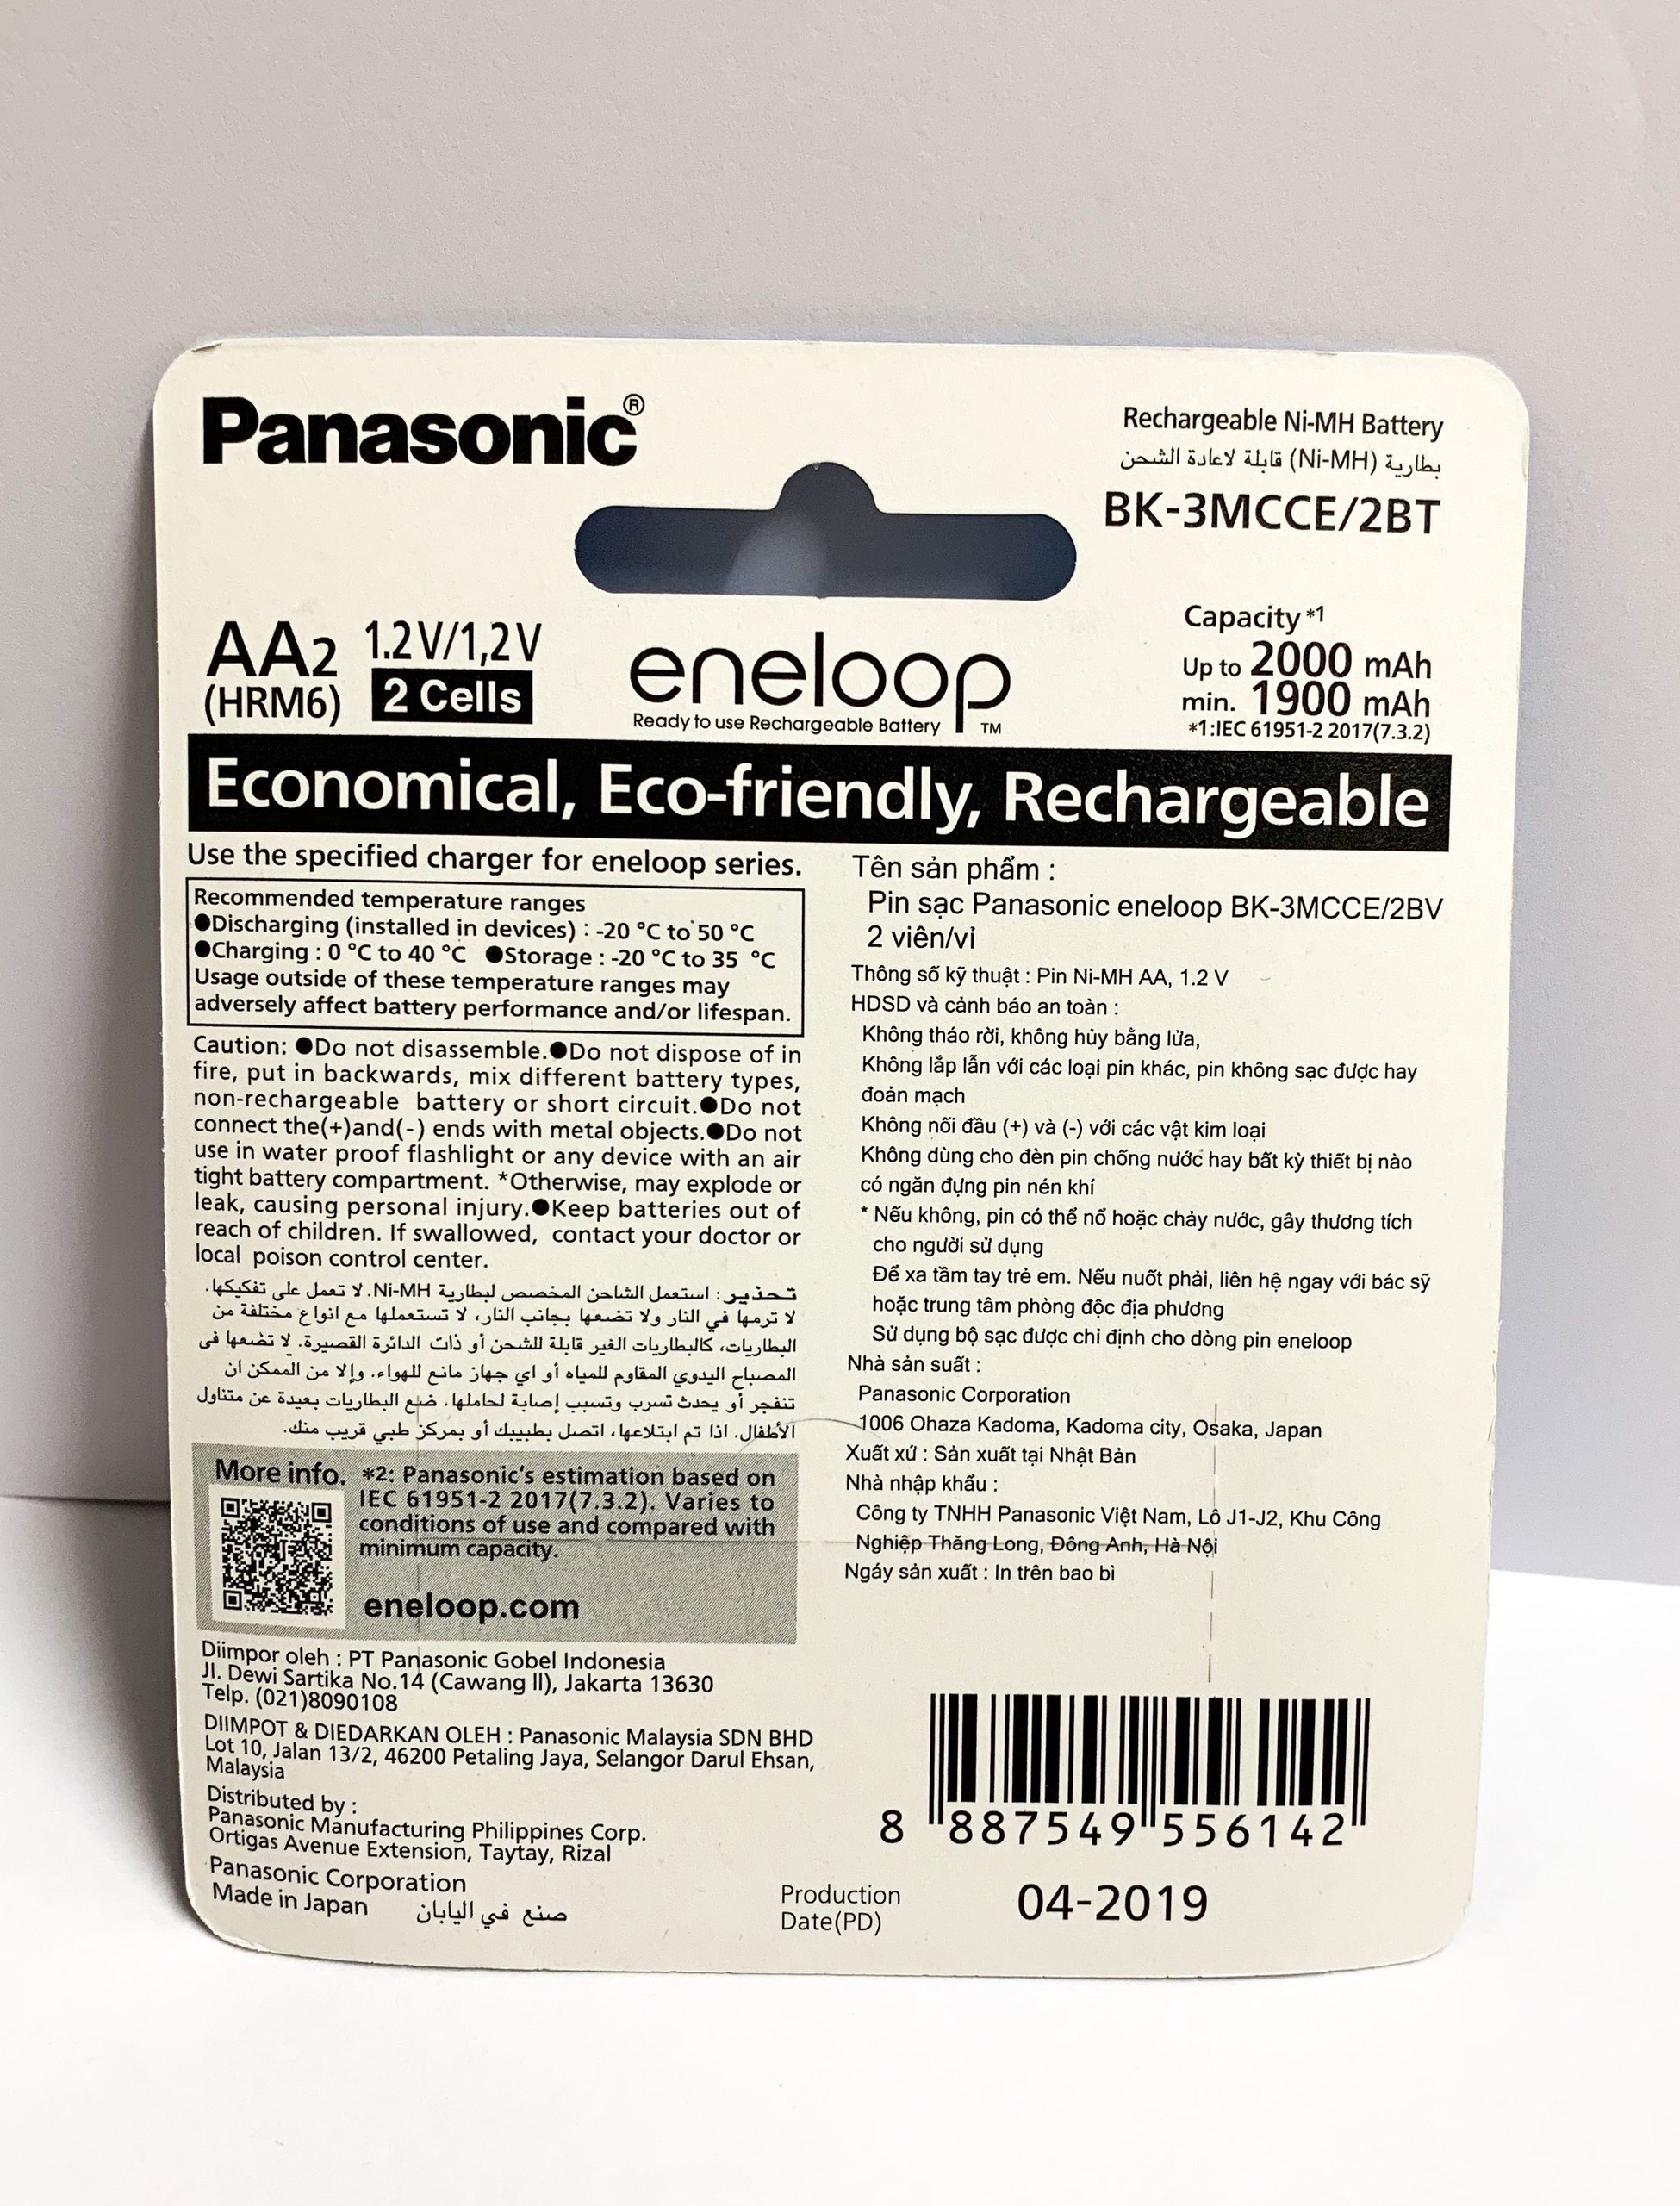 Panasonic®
Rechargeable Ni-MH Battery
بطارية (Ni-MH) قابلة لاعادة الشحن
BK-3MCCE/2BT
AA2
(HRM6)
1.2V/1,2V
2 Cells
eneloop
Ready to use Rechargeable Battery ™
Capacity *1
Up to 2000 mAh
min. 1900 mAh
*1:IEC 61951-2 2017(7.3.2)
Economical, Eco-friendly, Rechargeable
Use the specified charger for eneloop series.
Recommended temperature ranges
●Discharging (installed in devices) : -20 °C to 50 °C
●Charging : 0 °C to 40 °C ●Storage : -20 °C to 35 °C
Usage outside of these temperature ranges may
adversely affect battery performance and/or lifespan.
Caution: ●Do not disassemble.●Do not dispose of in
fire, put in backwards, mix different battery types,
non-rechargeable battery or short circuit.●Do not
connect the(+)and(-) ends with metal objects.●Do not
use in water proof flashlight or any device with an air
tight battery compartment. *Otherwise, may explode or
leak, causing personal injury.●Keep batteries out of
reach of children. If swallowed, contact your doctor or
local poison control center.
تحذير : استعمل الشاحن المخصص لبطارية Ni-MH. لا تعمل على تفكيكها.
لا ترمها في النار ولا تضعها بجانب النار، لا تستعملها مع انواع مختلفة من
البطاريات، كالبطاريات الغير قابلة للشحن أو ذات الدائرة القصيرة. لا تضعها فى
المصباح اليدوي المقاوم للمياه أو اي جهاز مانع للهواء. وإلا من الممكن ان
تنفجر أو يحدث تسرب وتسبب إصابة لحاملها. ضع البطاريات بعيدة عن متناول
الأطفال. اذا تم ابتلاعها، اتصل بطبيبك أو بمركز طبي قريب منك.
More info.
*2: Panasonic's estimation based on
IEC 61951-2 2017(7.3.2). Varies to
conditions of use and compared with
minimum capacity.
eneloop.com
Diimpor oleh : PT Panasonic Gobel Indonesia
Jl. Dewi Sartika No.14 (Cawang II), Jakarta 13630
Telp. (021)8090108
DIIMPOT & DIEDARKAN OLEH : Panasonic Malaysia SDN BHD
Lot 10, Jalan 13/2, 46200 Petaling Jaya, Selangor Darul Ehsan,
Malaysia
Distributed by :
Panasonic Manufacturing Philippines Corp.
Ortigas Avenue Extension, Taytay, Rizal
Panasonic Corporation
Made in Japan صنع في اليابان
Tên sản phẩm :
Pin sạc Panasonic eneloop BK-3MCCE/2BV
2 viên/vỉ
Thông số kỹ thuật : Pin Ni-MH AA, 1.2 V
HDSD và cảnh báo an toàn :
Không tháo rời, không hủy bằng lửa,
Không lắp lẫn với các loại pin khác, pin không sạc được hay
đoản mạch
Không nối đầu (+) và (-) với các vật kim loại
Không dùng cho đèn pin chống nước hay bất kỳ thiết bị nào
có ngăn đựng pin nén khí
* Nếu không, pin có thể nổ hoặc chảy nước, gây thương tích
cho người sử dụng
Để xa tầm tay trẻ em. Nếu nuốt phải, liên hệ ngay với bác sỹ
hoặc trung tâm phòng độc địa phương
Sử dụng bộ sạc được chỉ định cho dòng pin eneloop
Nhà sản suất :
Panasonic Corporation
1006 Ohaza Kadoma, Kadoma city, Osaka, Japan
Xuất xứ : Sản xuất tại Nhật Bản
Nhà nhập khẩu :
Công ty TNHH Panasonic Việt Nam, Lô J1-J2, Khu Công
Nghiệp Thăng Long, Đông Anh, Hà Nội
Ngáy sản xuất : In trên bao bì
8 887549 556142
Production
Date(PD)
04-2019